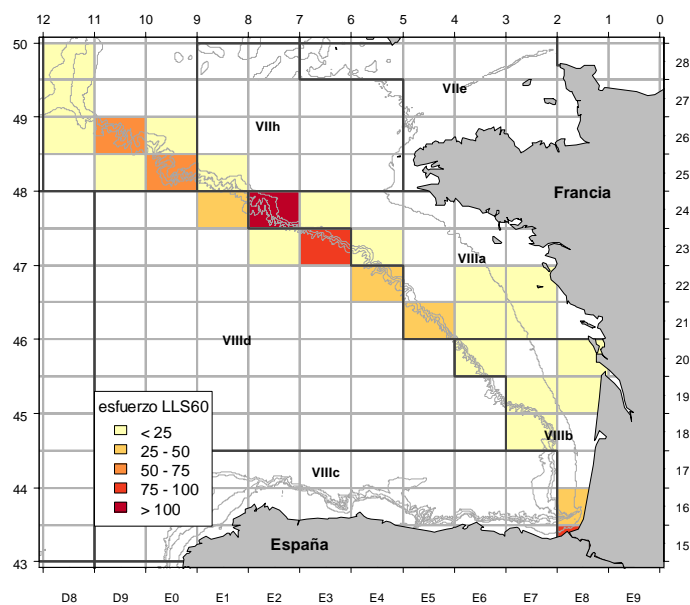 12 11 10 9 8 7 6 5 4 3 2 1 0
50
28
27
VIIe
49
VIIh
26
25
Francia
48
24
VIIIa
23
47
22
21
46
VIIId
20
esfuerzo LLS60
< 25
25 - 50
50 - 75
75 - 100
> 100
19
45
VIIIb
18
VIIIc
17
44
16
España
15
43
D8 D9 E0 E1 E2 E3 E4 E5 E6 E7 E8 E9